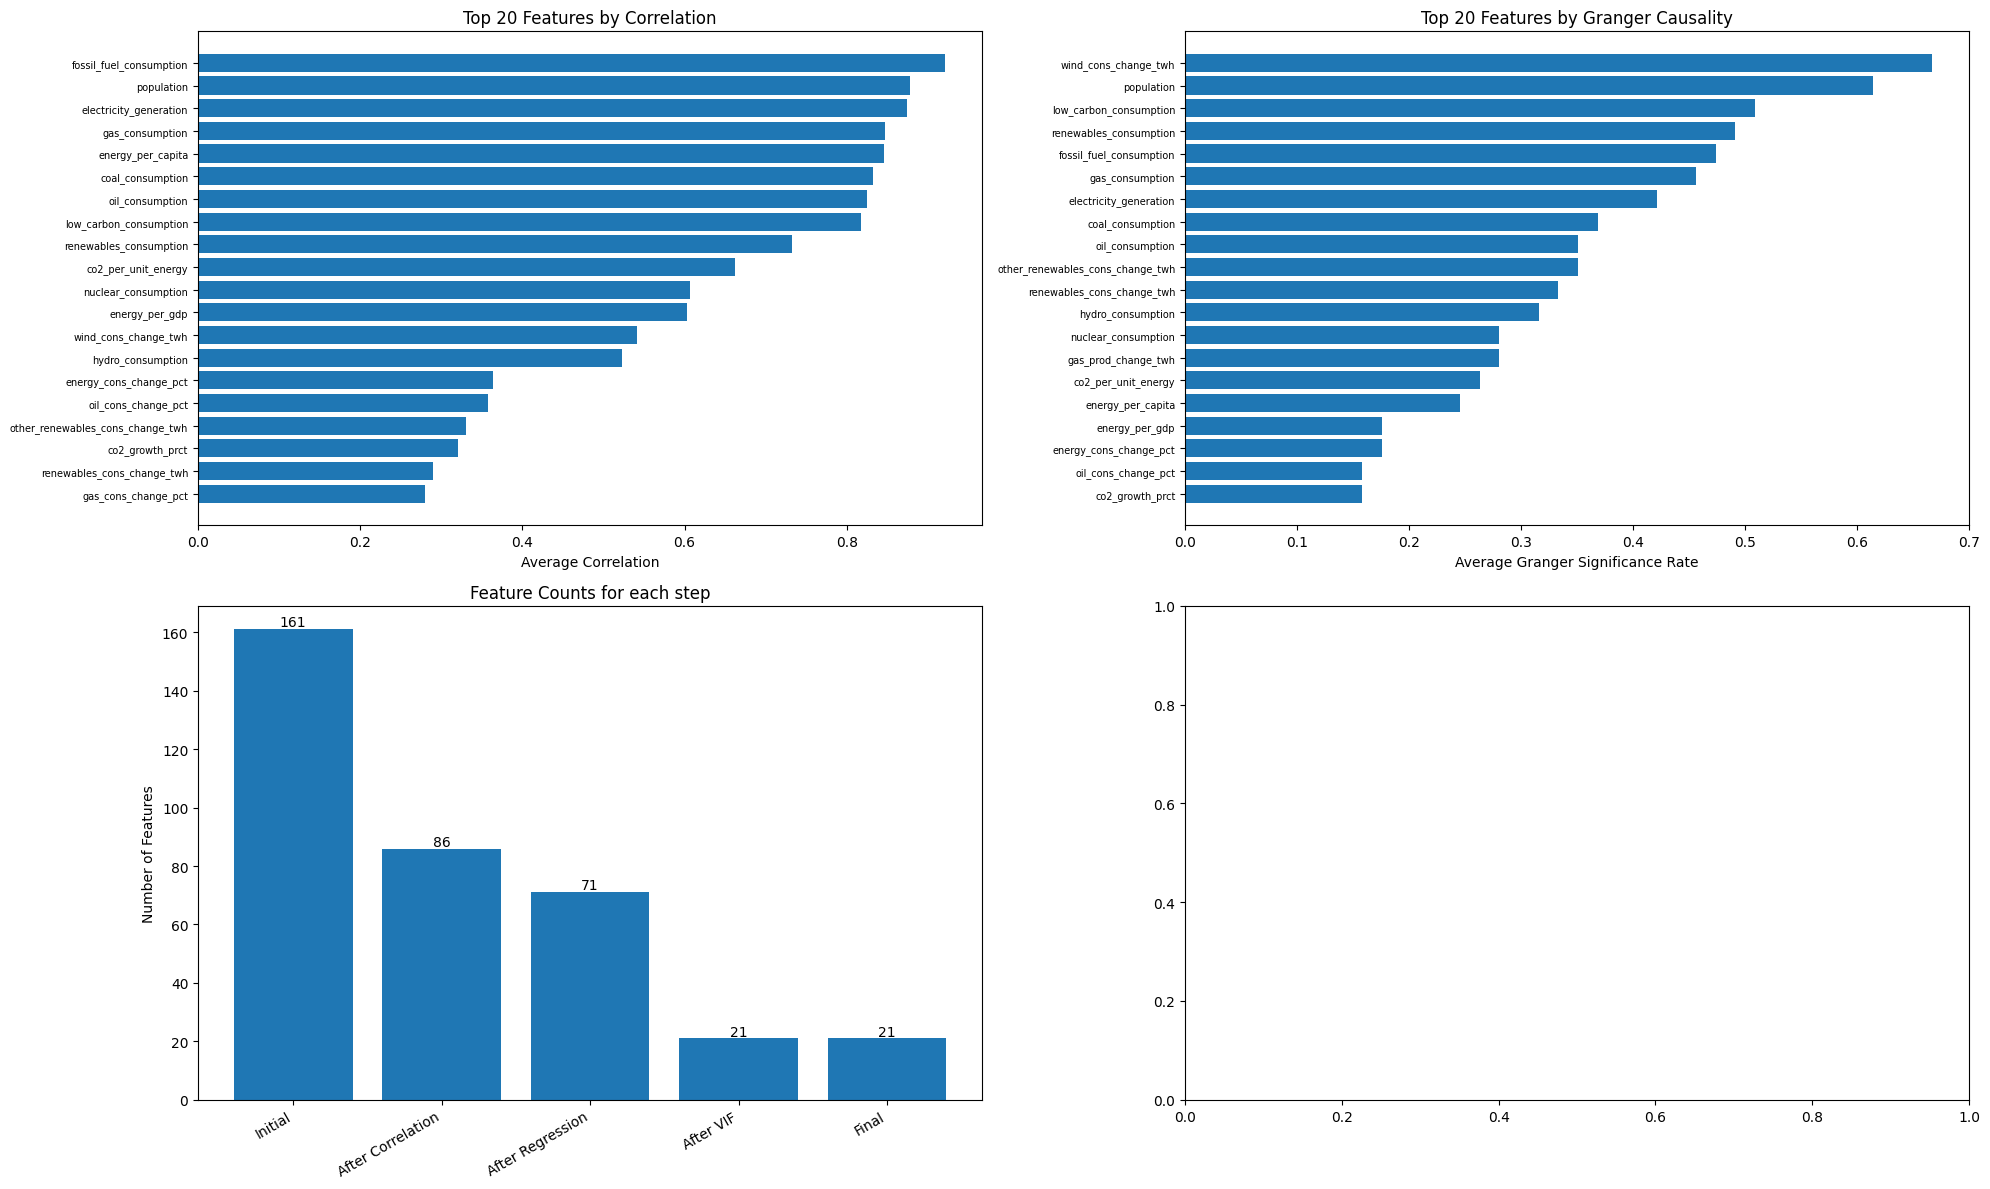 Top 20 Features by Correlation
fossil_fuel_consumption
population
electricity_generation
gas_consumption
energy_per_capita
coal_consumption
oil_consumption
low_carbon_consumption
renewables_consumption
co2_per_unit_energy
nuclear_consumption
energy_per_gdp
wind_cons_change_twh
hydro_consumption
energy_cons_change_pct
oil_cons_change_pct
other_renewables_cons_change_twh
co2_growth_prct
renewables_cons_change_twh
gas_cons_change_pct
0.0 0.2 0.4 0.6 0.8
Average Correlation
Top 20 Features by Granger Causality
wind_cons_change_twh
population
low_carbon_consumption
renewables_consumption
fossil_fuel_consumption
gas_consumption
electricity_generation
coal_consumption
oil_consumption
other_renewables_cons_change_twh
renewables_cons_change_twh
hydro_consumption
nuclear_consumption
gas_prod_change_twh
co2_per_unit_energy
energy_per_capita
energy_per_gdp
energy_cons_change_pct
oil_cons_change_pct
co2_growth_prct
0.0 0.1 0.2 0.3 0.4 0.5 0.6 0.7
Average Granger Significance Rate
Feature Counts for each step
Number of Features
160
140
120
100
80
60
40
20
0
161
86
71
21
21
Initial
After Correlation
After Regression
After VIF
Final
1.0
0.8
0.6
0.4
0.2
0.0
0.0 0.2 0.4 0.6 0.8 1.0